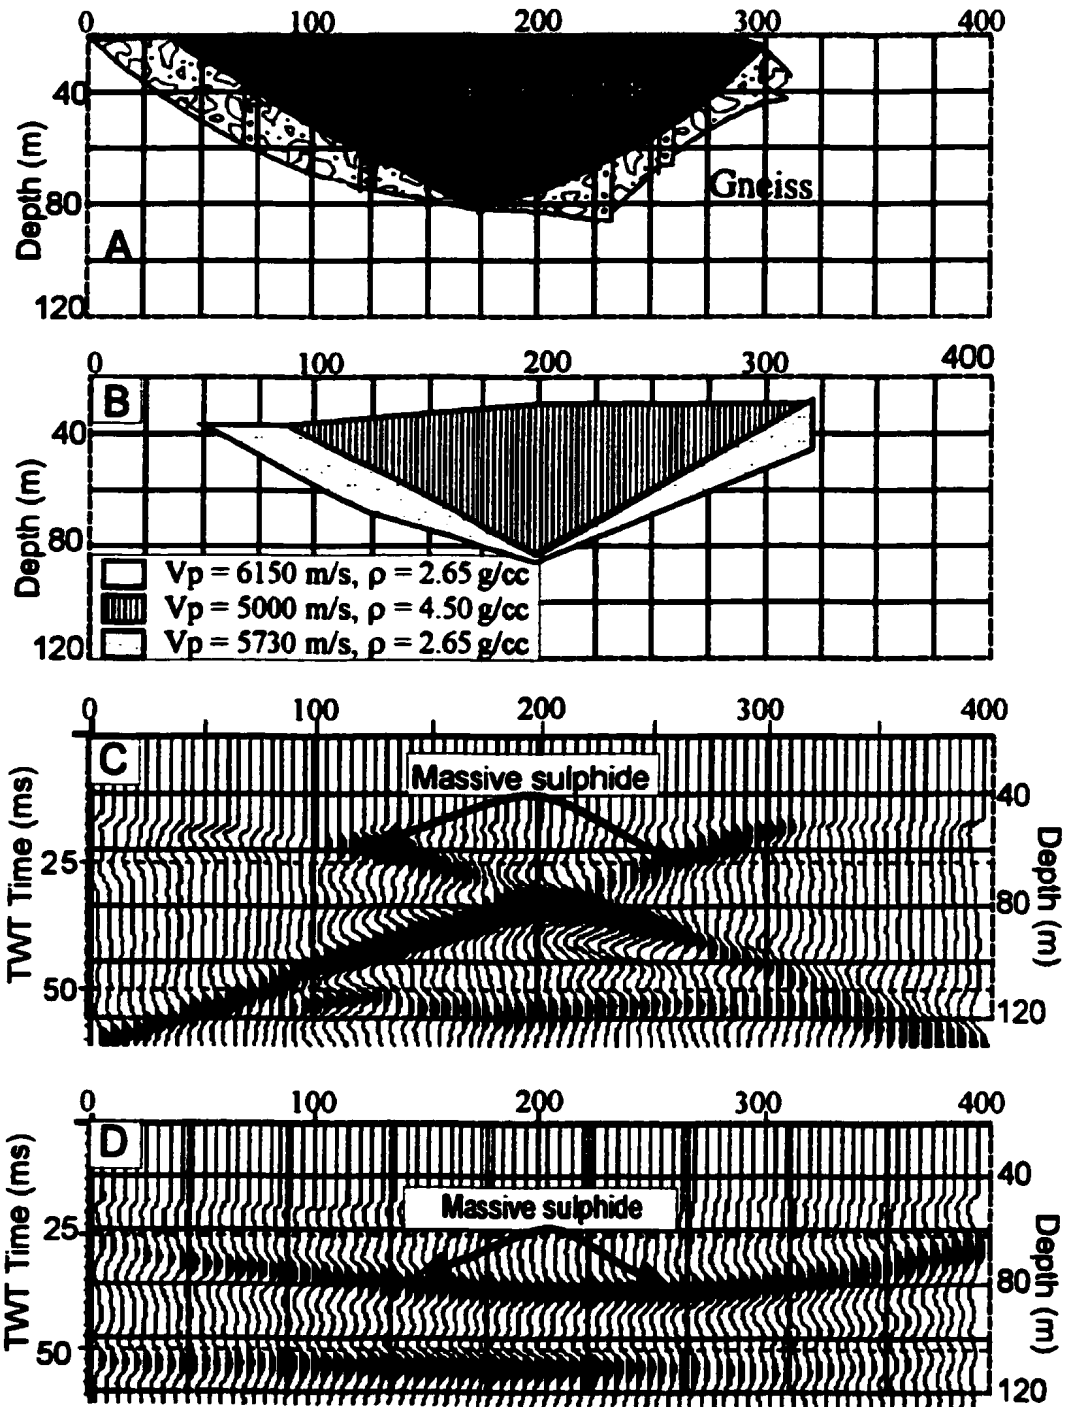 0 100 200 300 400
40
80
120
Depth (m)
A
Gneiss
0 100 200 300 400
B
40
80
120
Depth (m)
Vp = 6150 m/s, ρ = 2.65 g/cc
Vp = 5000 m/s, ρ = 4.50 g/cc
Vp = 5730 m/s, ρ = 2.65 g/cc
0 100 200 300 400
C
Massive sulphide
TWT Time (ms)
25
50
40
80
120
Depth (m)
0 100 200 300 400
D
Massive sulphide
TWT Time (ms)
25
50
40
80
120
Depth (m)